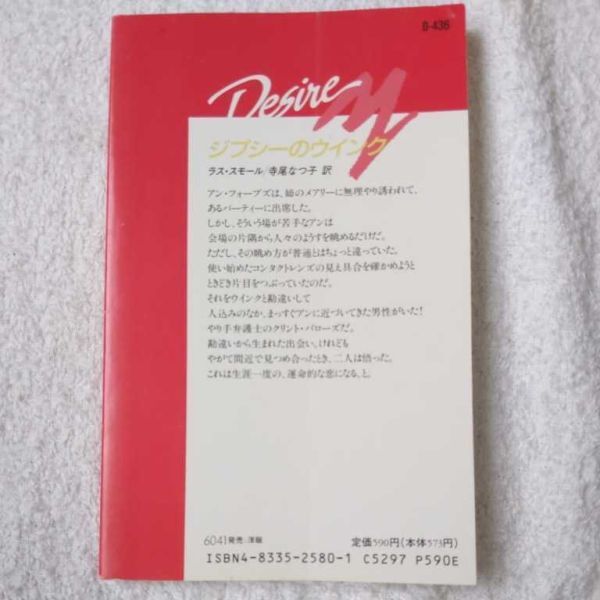 B-436
Desire
ジプシーのウインク
ラス・スモール/寺尾なつ子 訳
アン・フォーブズは、姉のメアリーに無理やり誘われて、
あるパーティーに出席した。
しかし、そういう場が苦手なアンは
会場の片隅から人々のようすを眺めるだけだ。
ただし、その眺め方が普通とはちょっと違っていた。
使い始めたコンタクトレンズの見え具合を確かめようと
ときどき片目をつぶっていたのだ。
それをウインクと勘違いして
人込みのなか、まっすぐアンに近づいてきた男性がいた!
やり手弁護士のクリント・バローズだ。
勘違いから生まれた出会い。けれども
やがて間近で見つめ合ったとき、二人は悟った。
これは生涯一度の、運命的な恋になる、と。
6041 発売:洋販 定価590円(本体573円)
ISBN4-8335-2580-1 C5297 P590E